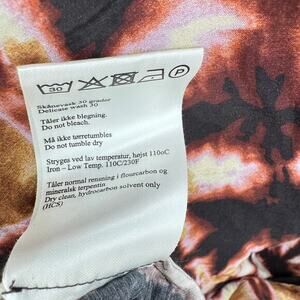 30
P
Skånevask 30 grader
Delicate wash 30
Tåler ikke blegning.
Do not bleach.
Må ikke tørretumbles
Do not tumble dry
Stryges ved lav temperatur, højst 110oC
Iron – Low Temp. 110C/230F
Tåler normal rensning i flourcarbon og
mineralsk terpentin
Dry clean, hydrocarbon solvent only
(HCS)